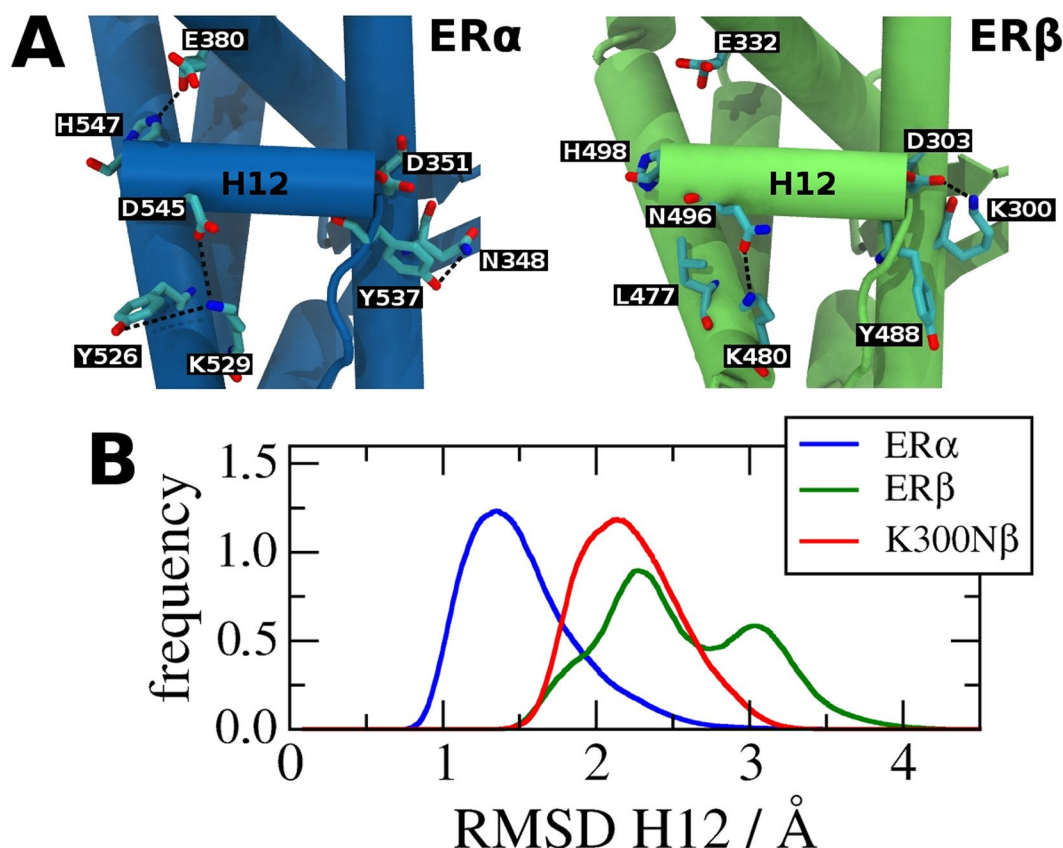 A
ERα
ERβ
E380
H547
D351
H12
D545
N348
Y537
Y526
K529
E332
D303
H498
H12
K300
N496
L477
Y488
K480
B
ERα
ERβ
K300Nβ
frequency
1.5
1.0
0.5
0.0
0 1 2 3 4
RMSD H12 / Å